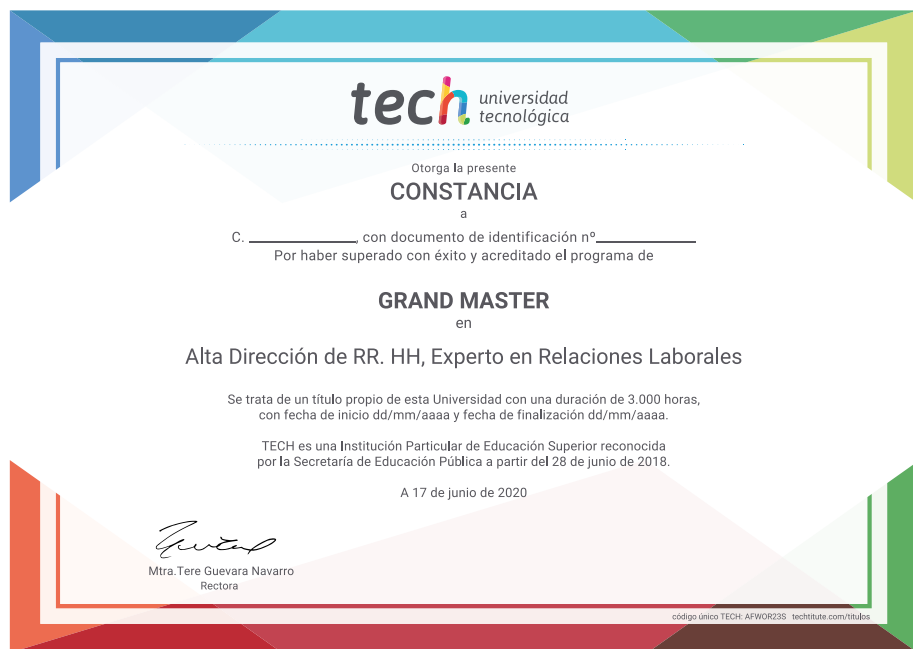 tech universidad
tecnológica
Otorga la presente
CONSTANCIA
a
C. ____________, con documento de identificación nº____________
Por haber superado con éxito y acreditado el programa de
GRAND MASTER
en
Alta Dirección de RR. HH, Experto en Relaciones Laborales
Se trata de un título propio de esta Universidad con una duración de 3.000 horas,
con fecha de inicio dd/mm/aaaa y fecha de finalización dd/mm/aaaa.
TECH es una Institución Particular de Educación Superior reconocida
por la Secretaría de Educación Pública a partir del 28 de junio de 2018.
A 17 de junio de 2020
Mtra.Tere Guevara Navarro
Rectora
código único TECH: AFWOR23S techtitute.com/titulos